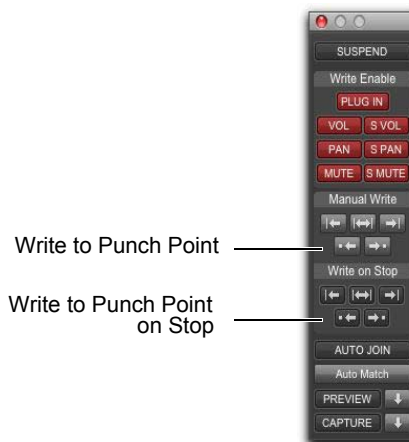 SUSPEND
Write Enable
PLUG IN
VOL S VOL
PAN S PAN
MUTE S MUTE
Manual Write
Write to Punch Point
Write on Stop
Write to Punch Point
on Stop
AUTO JOIN
Auto Match
PREVIEW
CAPTURE